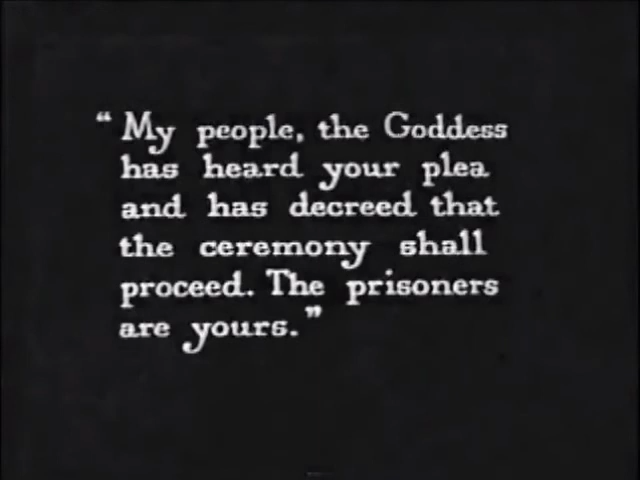 “My people, the Goddess
has heard your plea
and has decreed that
the ceremony shall
proceed. The prisoners
are yours.”